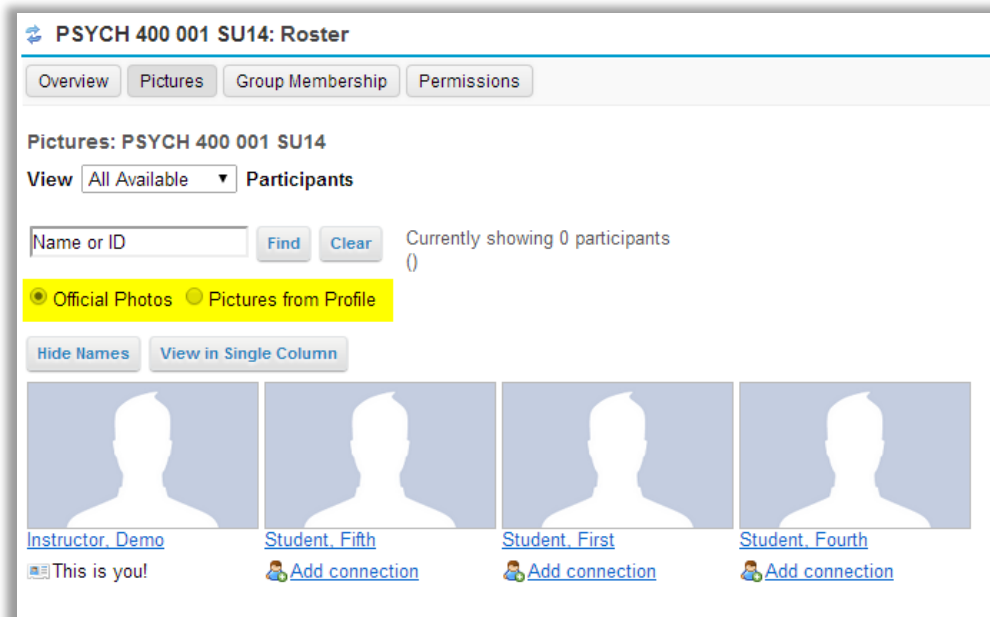 PSYCH 400 001 SU14: Roster
Overview Pictures Group Membership Permissions
Pictures: PSYCH 400 001 SU14
View All Available Participants
Name or ID Find Clear Currently showing 0 participants
()
Official Photos Pictures from Profile
Hide Names View in Single Column
Instructor, Demo Student, Fifth Student, First Student, Fourth
This is you! Add connection Add connection Add connection